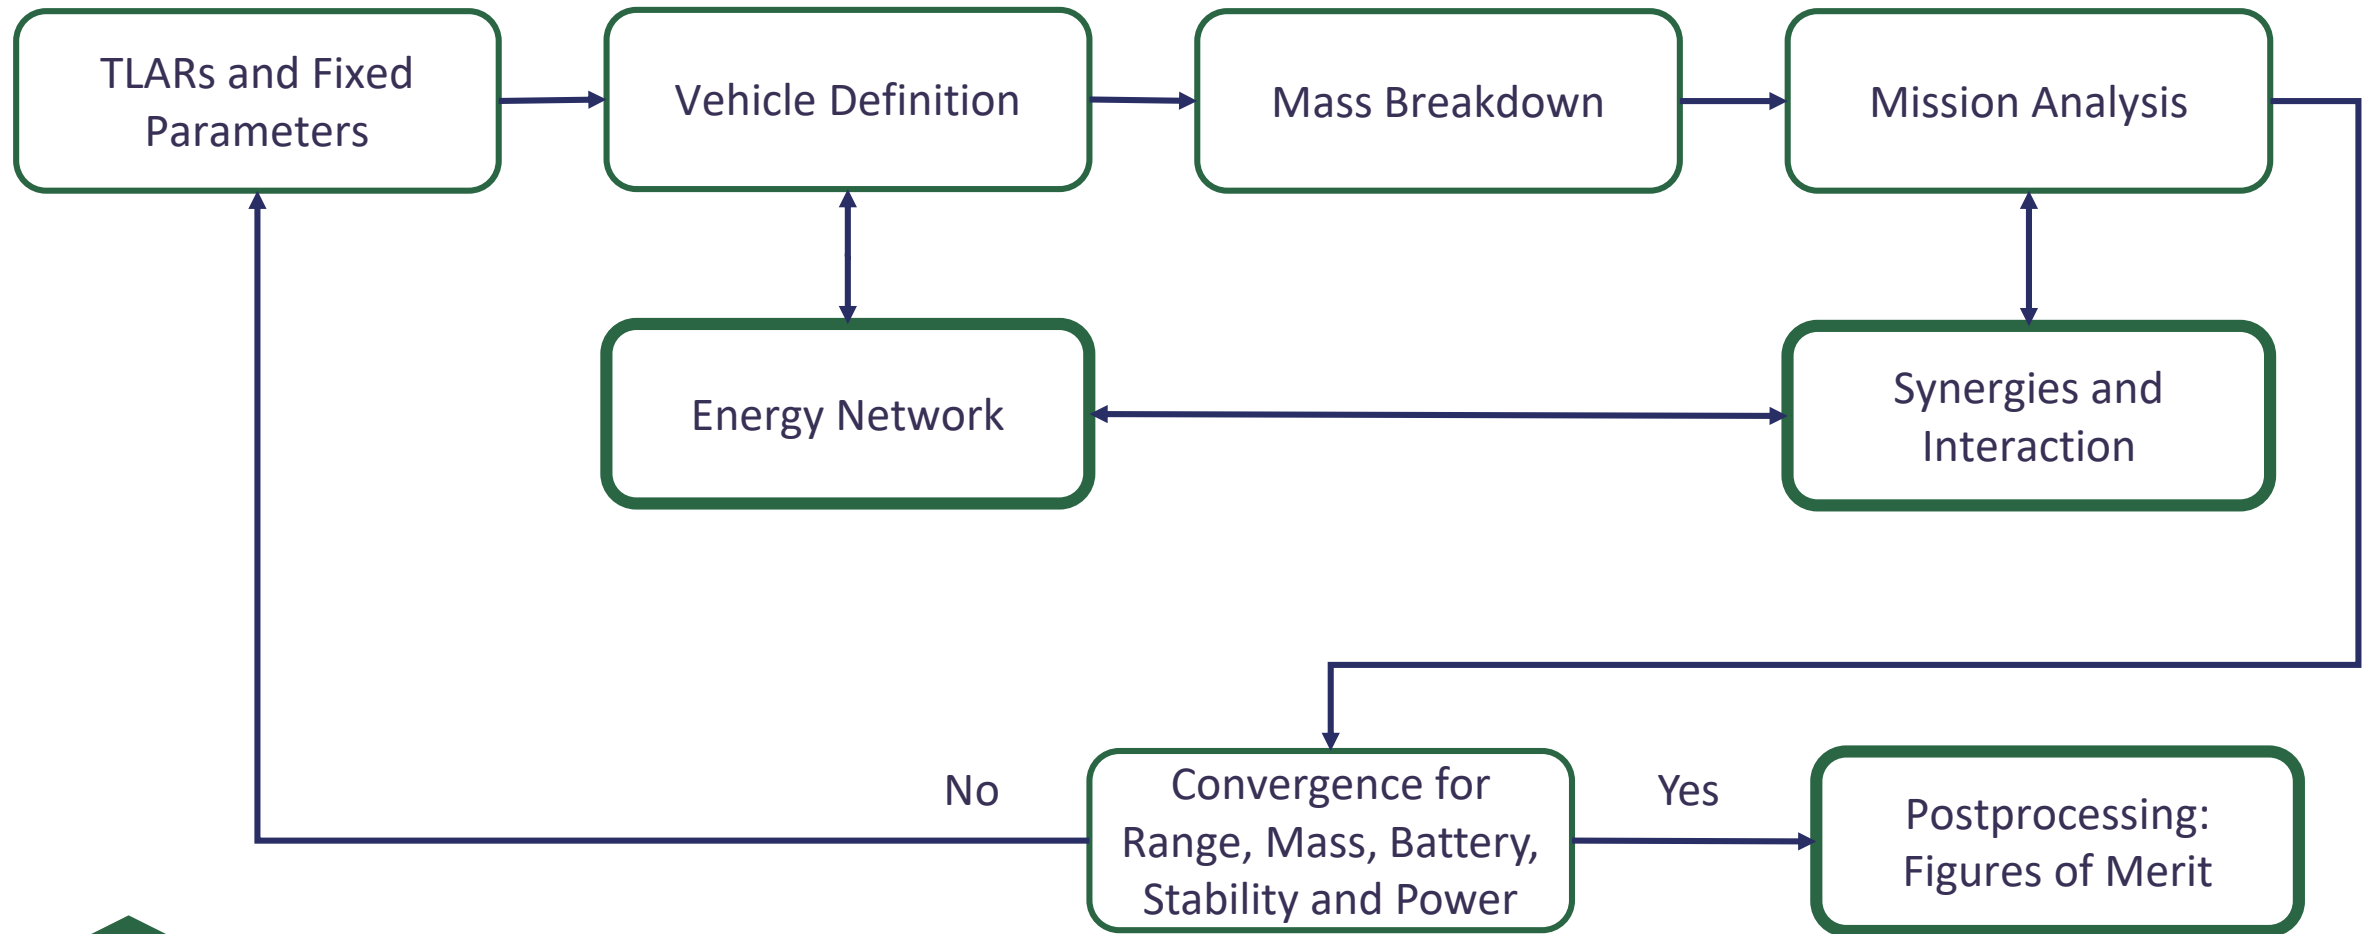 TLARs and Fixed
Parameters
Vehicle Definition
Mass Breakdown
Mission Analysis
Energy Network
Synergies and
Interaction
No
Convergence for
Range, Mass, Battery,
Stability and Power
Yes
Postprocessing:
Figures of Merit